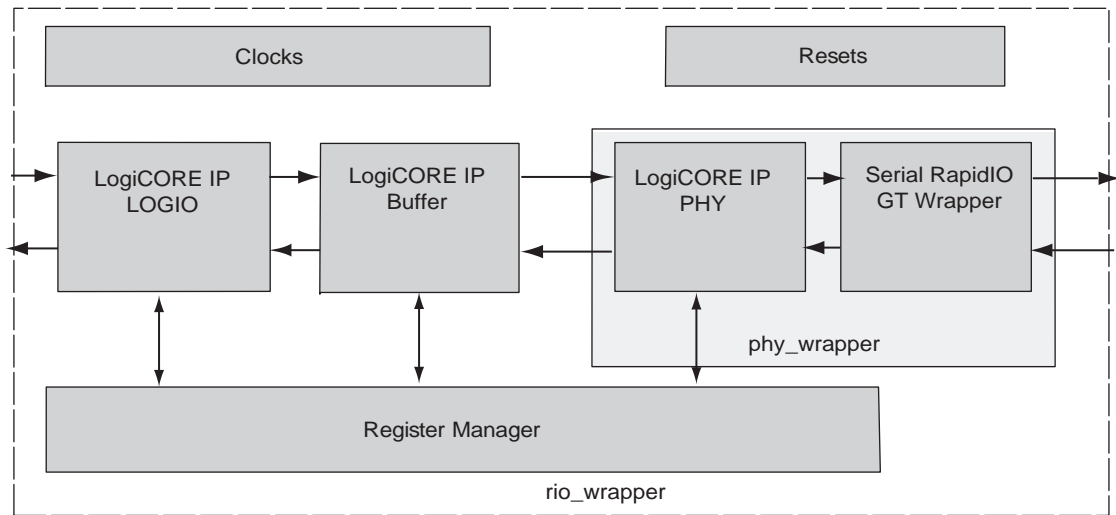 Clocks
Resets
LogiCORE IP
LOGIO
LogiCORE IP
Buffer
LogiCORE IP
PHY
Serial RapidIO
GT Wrapper
phy_wrapper
Register Manager
rio_wrapper